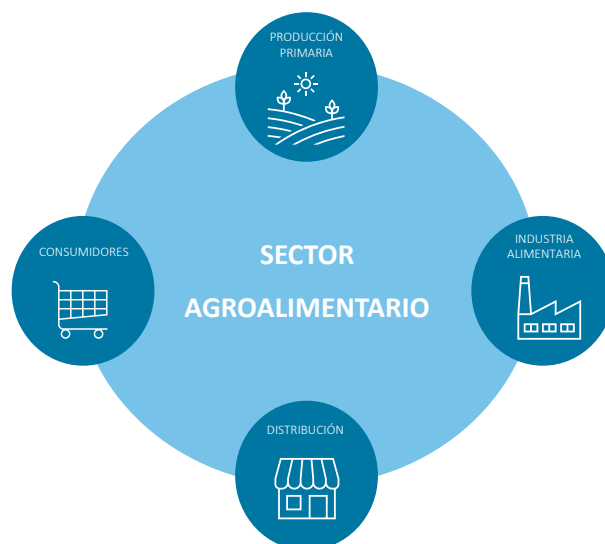 PRODUCCIÓN
PRIMARIA
CONSUMIDORES
SECTOR
AGROALIMENTARIO
INDUSTRIA
ALIMENTARIA
DISTRIBUCIÓN